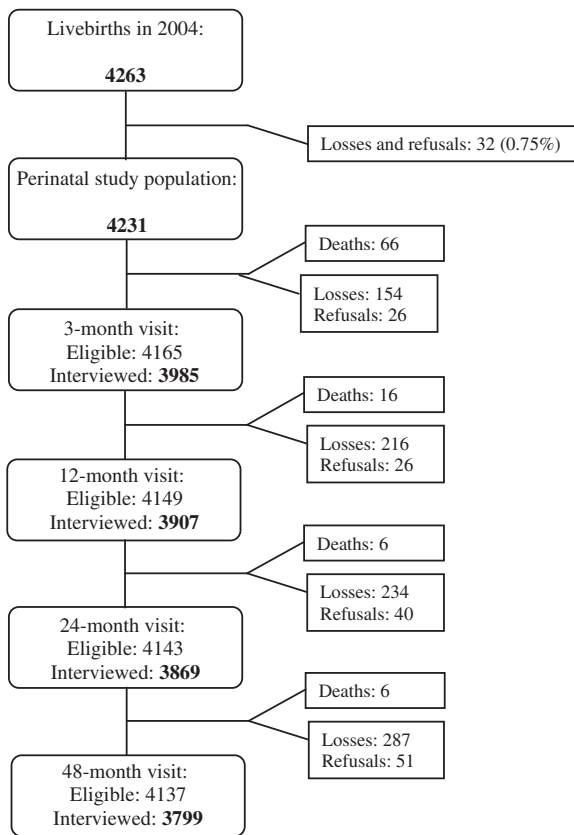 Livebirths in 2004:
4263
Losses and refusals: 32 (0.75%)
Perinatal study population:
4231
Deaths: 66
Losses: 154
Refusals: 26
3-month visit:
Eligible: 4165
Interviewed: 3985
Deaths: 16
Losses: 216
Refusals: 26
12-month visit:
Eligible: 4149
Interviewed: 3907
Deaths: 6
Losses: 234
Refusals: 40
24-month visit:
Eligible: 4143
Interviewed: 3869
Deaths: 6
Losses: 287
Refusals: 51
48-month visit:
Eligible: 4137
Interviewed: 3799